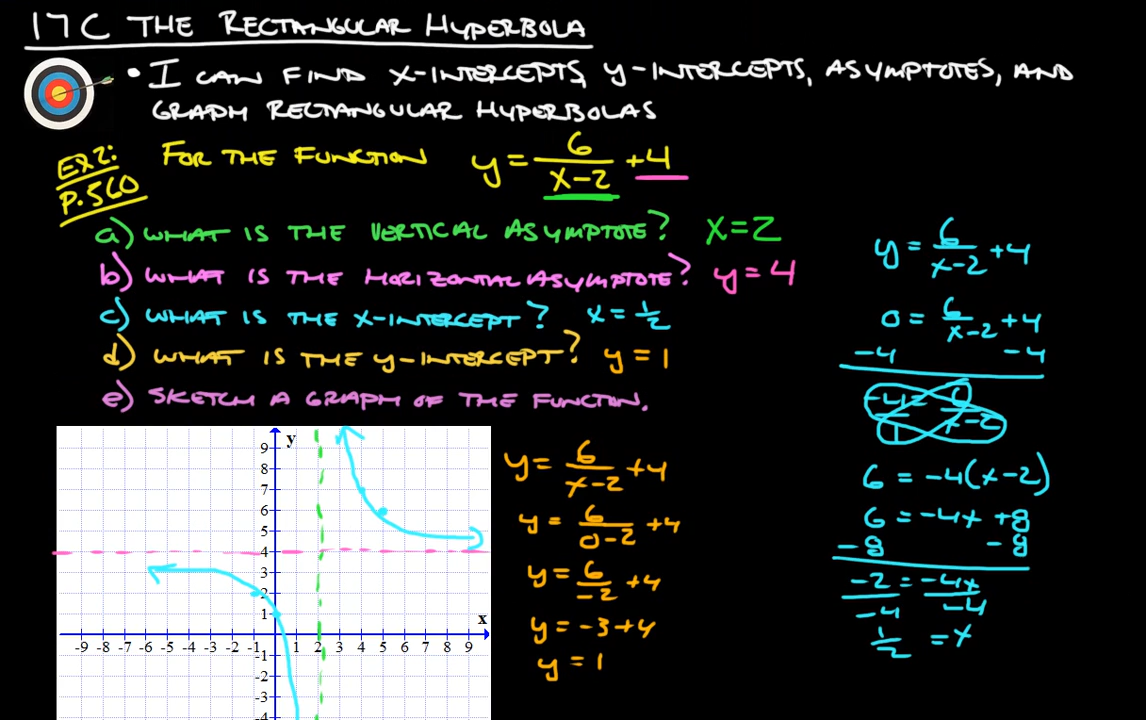 17C THE RECTANGULAR HYPERBOLA
• I CAN FIND X-INTERCEPTS, y-INTERCEPTS, ASYMPTOTES, AND
GRAPH RECTANGULAR HYPERBOLAS
EX2:
P.560
FOR THE FUNCTION y = 6/(x-2) + 4
a) WHAT IS THE VERTICAL ASYMPTOTE? x=2
b) WHAT IS THE HORIZONTAL ASYMPTOTE? y=4
c) WHAT IS THE X-INTERCEPT? x=1/2
d) WHAT IS THE y-INTERCEPT? y=1
e) SKETCH A GRAPH OF THE FUNCTION.
y
9
8
7
6
5
4
3
2
1
x
-9 -8 -7 -6 -5 -4 -3 -2 -1 1 2 3 4 5 6 7 8 9
-1
-2
-3
-4
y = 6/(x-2) + 4
y = 6/(0-2) + 4
y = 6/-2 + 4
y = -3+4
y = 1
y = 6/(x-2) + 4
0 = 6/(x-2) + 4
-4 -4
-4/1 = 6/(x-2)
6 = -4(x-2)
6 = -4x +8
-8 -8
-2 = -4x
-4 -4
1/2 = x